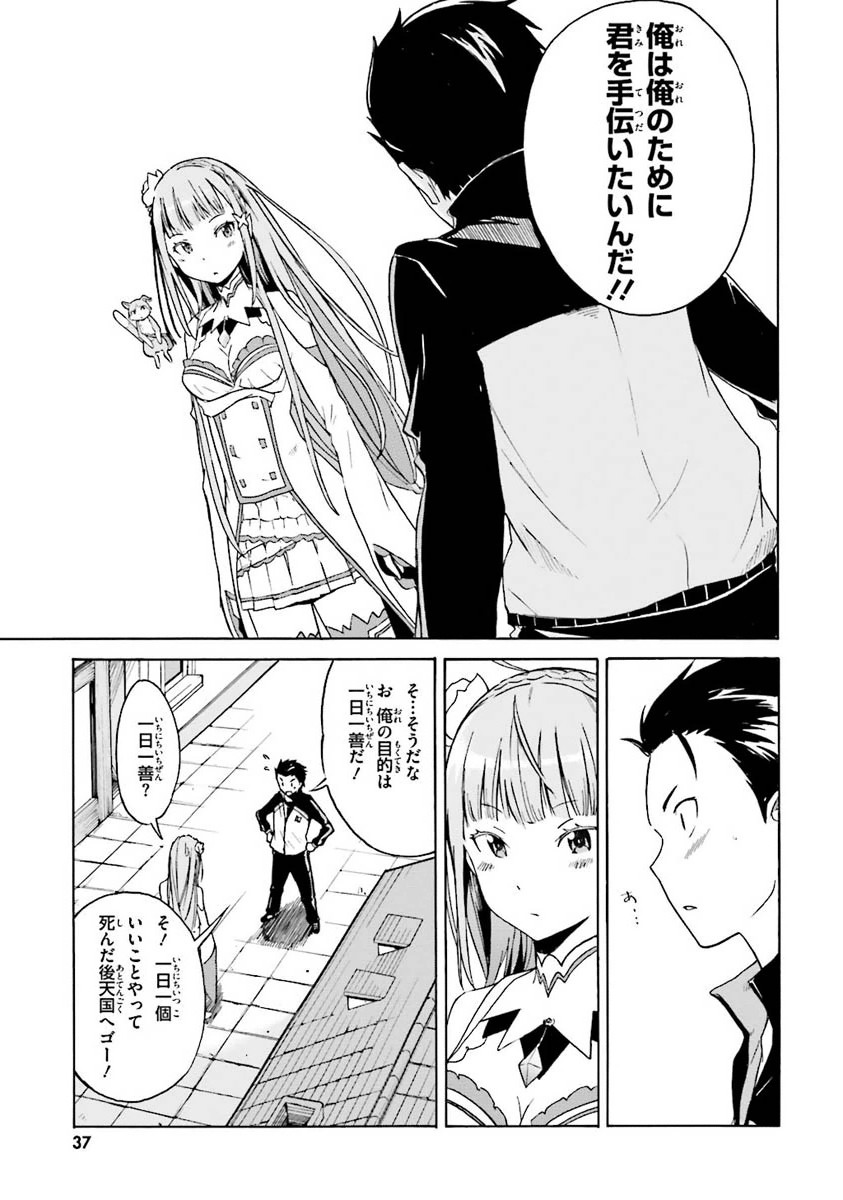 俺は俺のために
君を手伝いたいんだ!!
あ…
そ…そうだな
お 俺の目的は
一日一善だ!
一日一善?
そ! 一日一個
いいことやって
死んだ後天国へゴー!
37